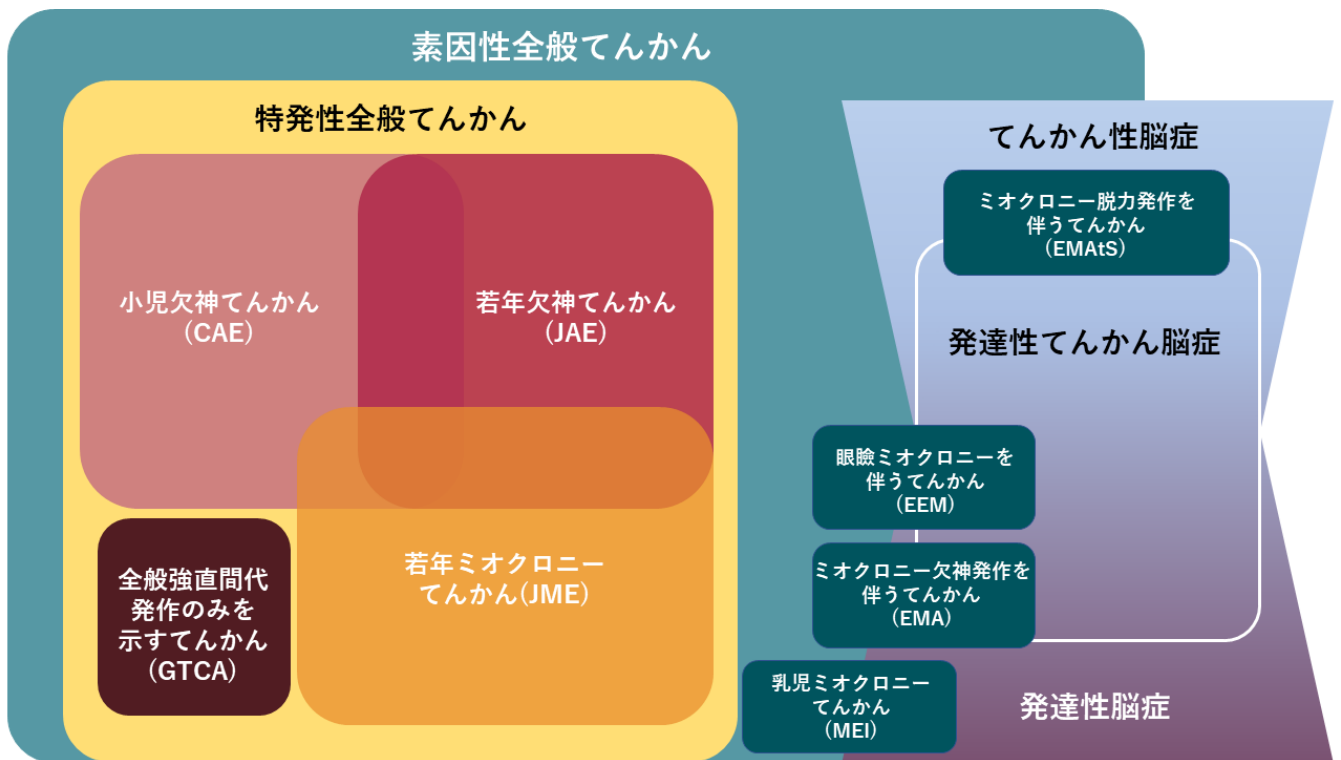 素因性全般てんかん
特発性全般てんかん
小児欠神てんかん
(CAE)
若年欠神てんかん
(JAE)
全般強直間代
発作のみを
示すてんかん
(GTCA)
若年ミオクロニー
てんかん(JME)
てんかん性脳症
ミオクロニー脱力発作を
伴うてんかん
(EMAtS)
発達性てんかん脳症
眼瞼ミオクロニーを
伴うてんかん
(EEM)
ミオクロニー欠神発作を
伴うてんかん
(EMA)
乳児ミオクロニー
てんかん
(MEI)
発達性脳症